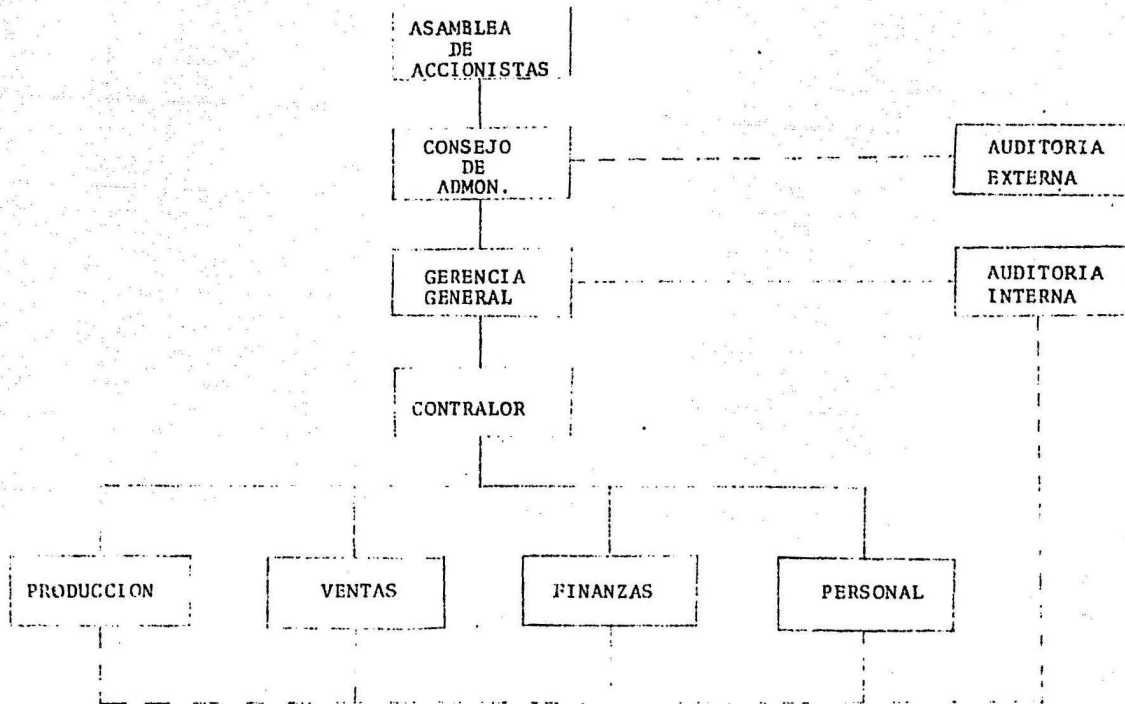 ASAMBLEA
DE
ACCIONISTAS
CONSEJO
DE
ADMON.
AUDITORIA
EXTERNA
GERENCIA
GENERAL
AUDITORIA
INTERNA
CONTRALOR
PRODUCCION
VENTAS
FINANZAS
PERSONAL